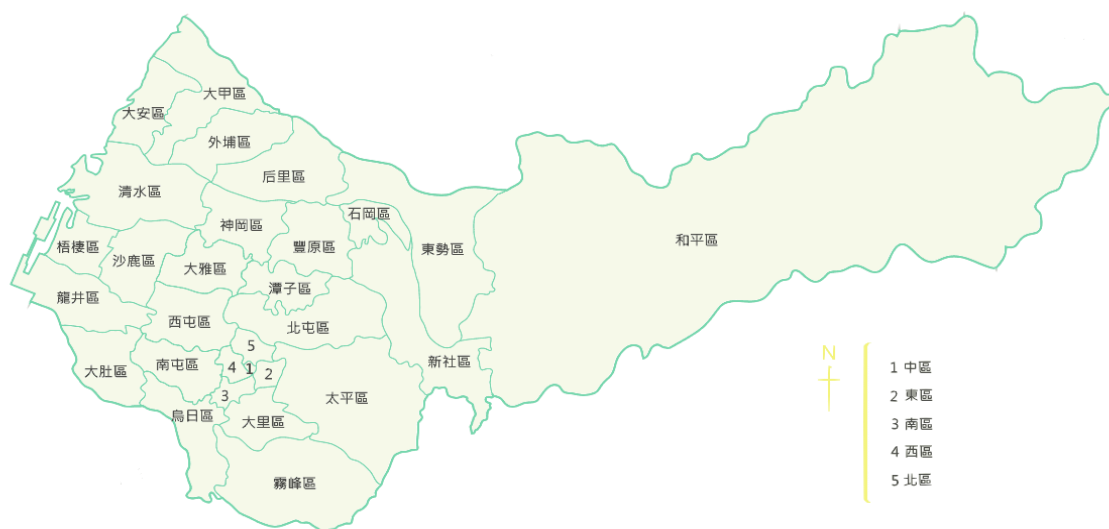 大甲區
大安區
外埔區
后里區
清水區
石岡區
神岡區
和平區
梧棲區
豐原區
東勢區
沙鹿區
大雅區
潭子區
龍井區
西屯區
北屯區
5
新社區
大肚區
南屯區
4
1
2
3
太平區
烏日區
大里區
霧峰區
N
1 中區
2 東區
3 南區
4 西區
5 北區